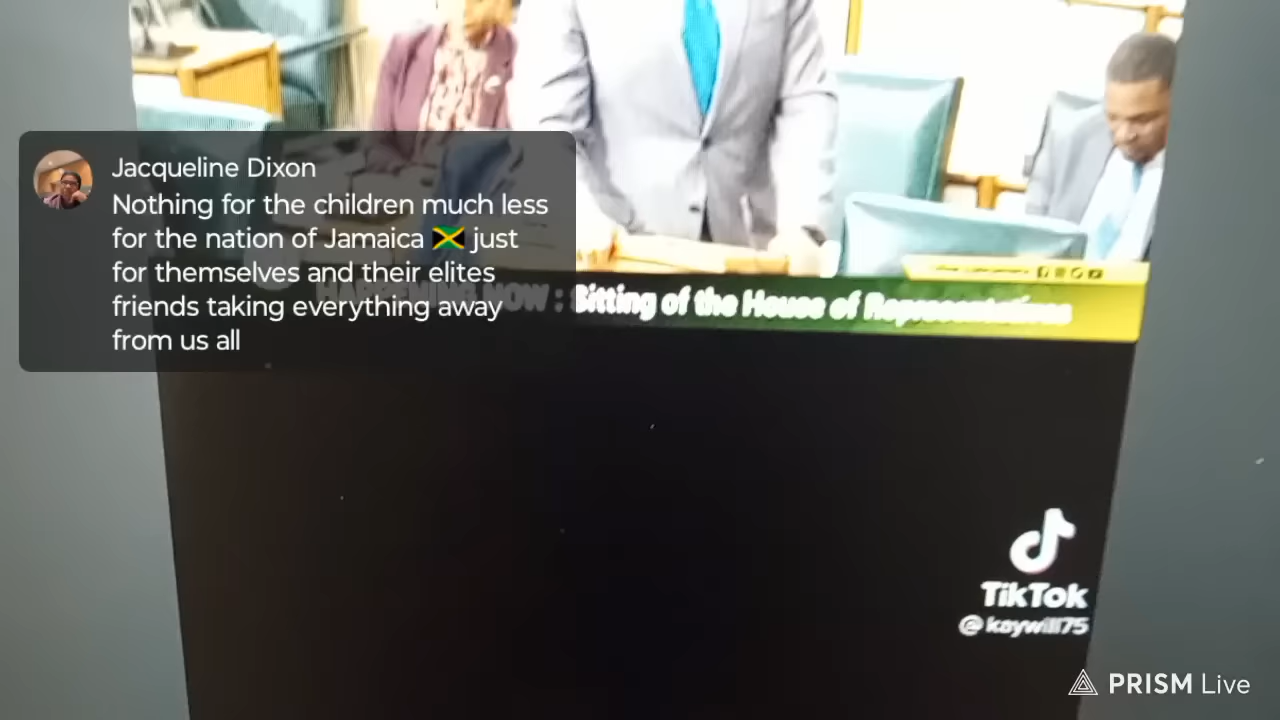 Jacqueline Dixon
Nothing for the children much less
for the nation of Jamaica 🇯🇲 just
for themselves and their elites
friends taking everything away
from us all
NOW : Sitting of the House of Representatives
TikTok
@kaywill75
PRISM Live